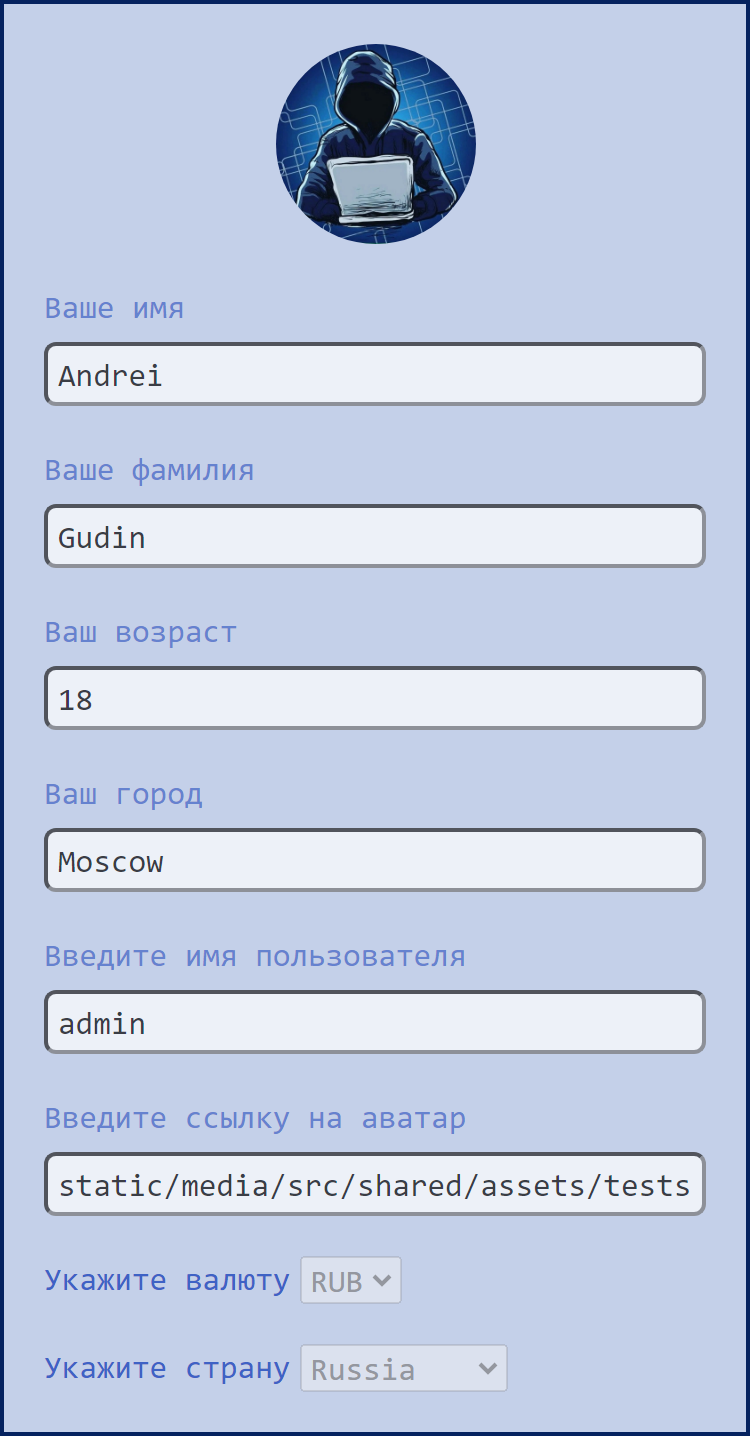 Ваше имя
Andrei
Ваше фамилия
Gudin
Ваш возраст
18
Ваш город
Moscow
Введите имя пользователя
admin
Введите ссылку на аватар
static/media/src/shared/assets/tests
Укажите валюту RUB
Укажите страну Russia